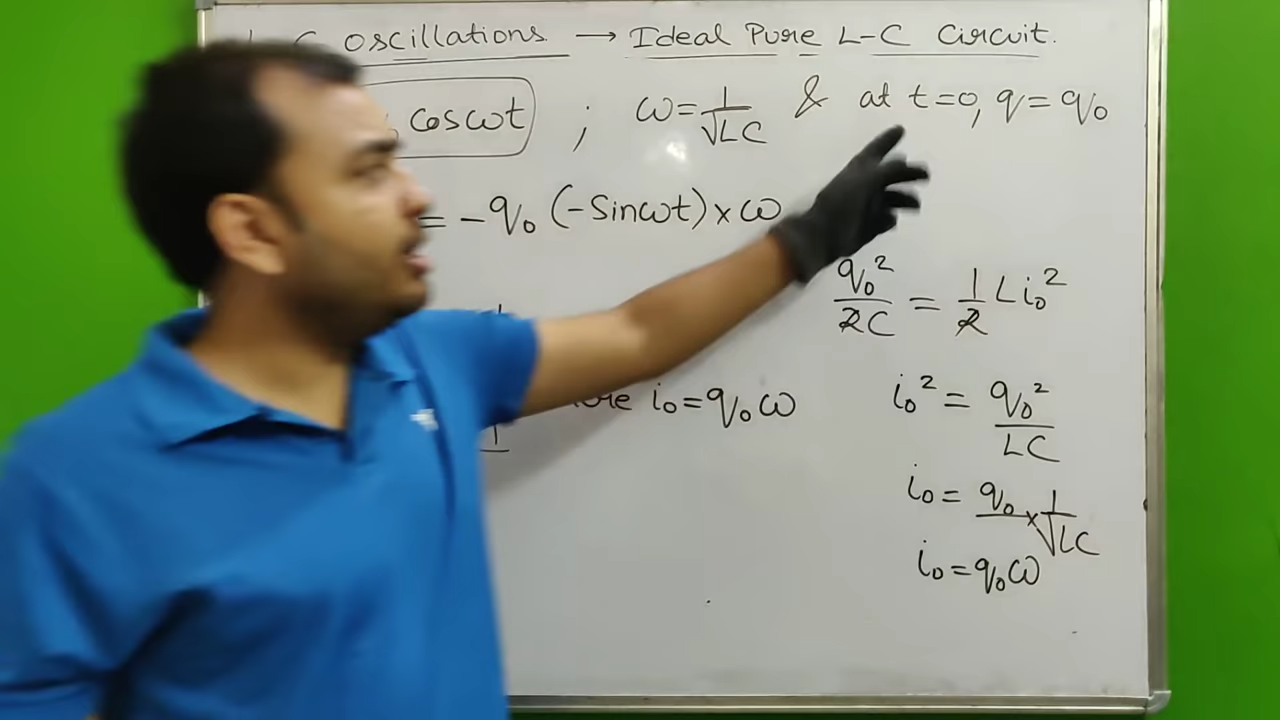 L-C oscillations → Ideal Pure L-C Circuit.
cosωt ; ω = 1/√LC & at t=0, q = q₀
= -q₀ (-sinωt) × ω
q₀²/2C = 1/2 Li₀²
i₀ = q₀ω
i₀² = q₀²/LC
i₀ = q₀ × 1/√LC
i₀ = q₀ω